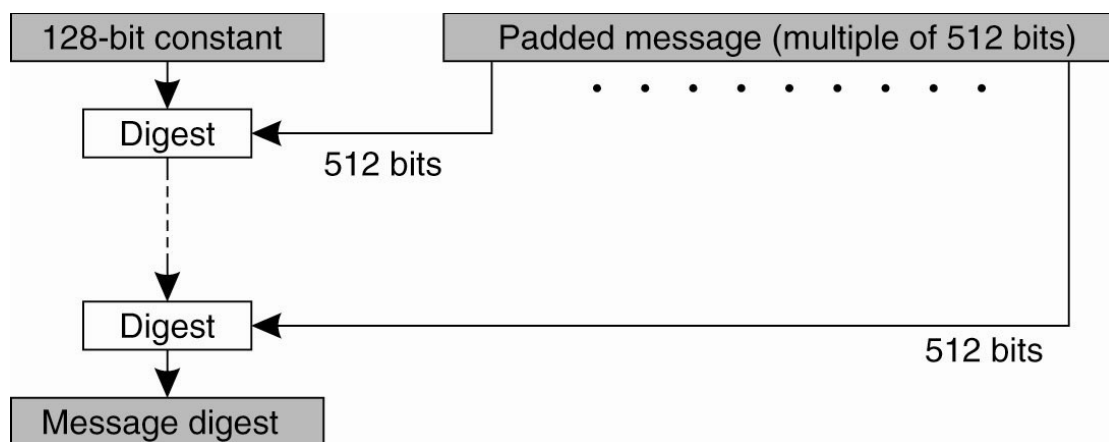 128-bit constant
Padded message (multiple of 512 bits)
Digest
512 bits
Digest
512 bits
Message digest